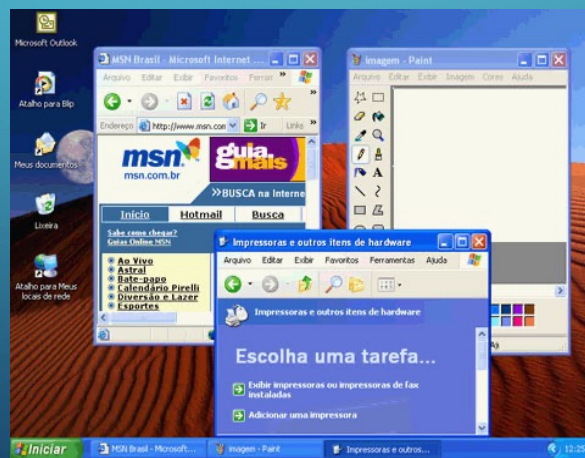 Microsoft Outlook
Atalho para Blip
Meus documentos
Lixeira
Atalho para Meus
locais de rede
MSN Brasil - Microsoft Internet ...
Arquivo Editar Exibir Favoritos Ferram »
Endereço http://www.msn.com Ir Links »
msn
msn.com.br
guia
mais
»BUSCA na Interne
Início Hotmail Busca
Sabe como chegar?
Guias Online MSN
Ao Vivo
Astral
Bate-papo
Calendário Pirelli
Diversão e Lazer
Esportes
imagem - Paint
Arquivo Editar Exibir Imagem Cores Ajuda
A
Aji
Impressoras e outros itens de hardware
Arquivo Editar Exibir Favoritos Ferramentas Ajuda
Impressoras e outros itens de hardware
Escolha uma tarefa...
Exibir impressoras ou impressoras de fax
instaladas
Adicionar uma impressora
Iniciar MSN Brasil - Microsoft... imagem - Paint Impressoras e outros... 12:25